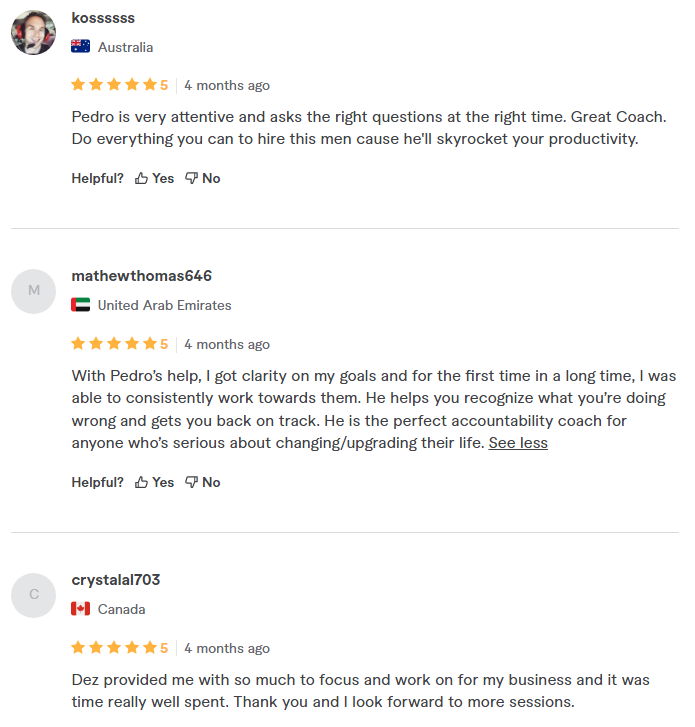 kossssss
Australia
5 4 months ago
Pedro is very attentive and asks the right questions at the right time. Great Coach.
Do everything you can to hire this men cause he'll skyrocket your productivity.
Helpful? Yes No
M
mathewthomas646
United Arab Emirates
5 4 months ago
With Pedro's help, I got clarity on my goals and for the first time in a long time, I was
able to consistently work towards them. He helps you recognize what you're doing
wrong and gets you back on track. He is the perfect accountability coach for
anyone who's serious about changing/upgrading their life. See less
Helpful? Yes No
C
crystalal703
Canada
5 4 months ago
Dez provided me with so much to focus and work on for my business and it was
time really well spent. Thank you and I look forward to more sessions.